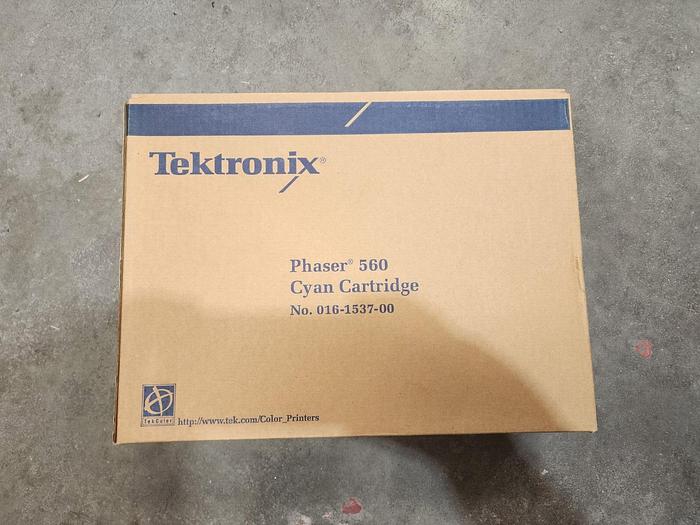 Tektronix®
Phaser® 560
Cyan Cartridge
No. 016-1537-00
TekColor
http://www.tek.com/Color_Printers